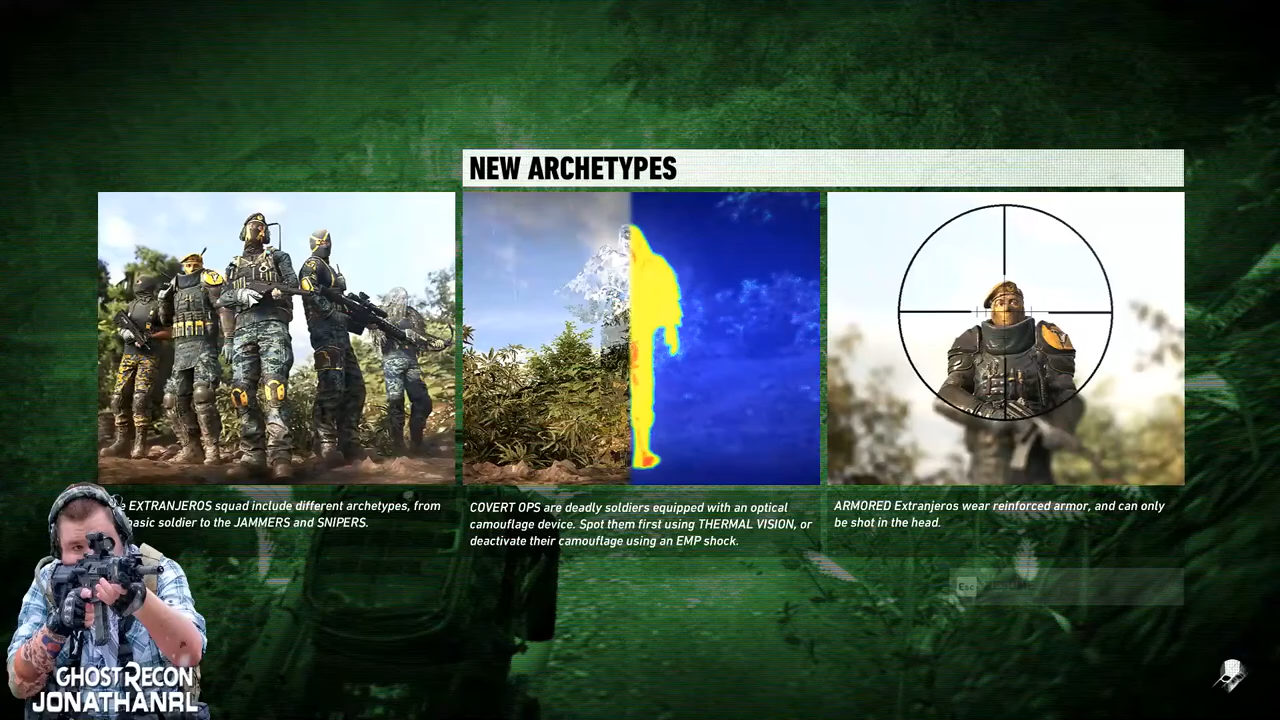 NEW ARCHETYPES
EXTRANJEROS squad include different archetypes, from
basic soldier to the JAMMERS and SNIPERS.
COVERT OPS are deadly soldiers equipped with an optical
camouflage device. Spot them first using THERMAL VISION, or
deactivate their camouflage using an EMP shock.
ARMORED Extranjeros wear reinforced armor, and can only
be shot in the head.
Esc
GHOST RECON
JONATHANRL